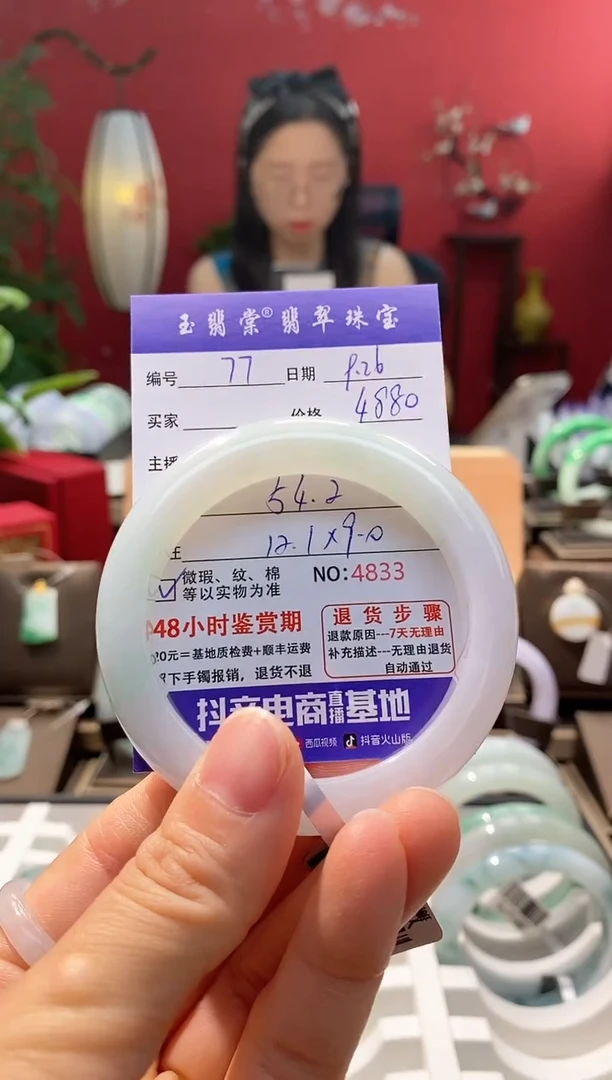 玉翡棠®翡翠珠宝
编号 77 日期 9.26
买家 价格 4880
主播
54.2
12.1×9.0
微瑕、纹、棉
等以实物为准
NO:4833
48小时鉴赏期
20元=基地质检费+顺丰运费
下手镯报销，退货不退
退货步骤
退款原因---7天无理由
补充描述---无理由退货
自动通过
抖音电商直播基地
西瓜视频 抖音火山版